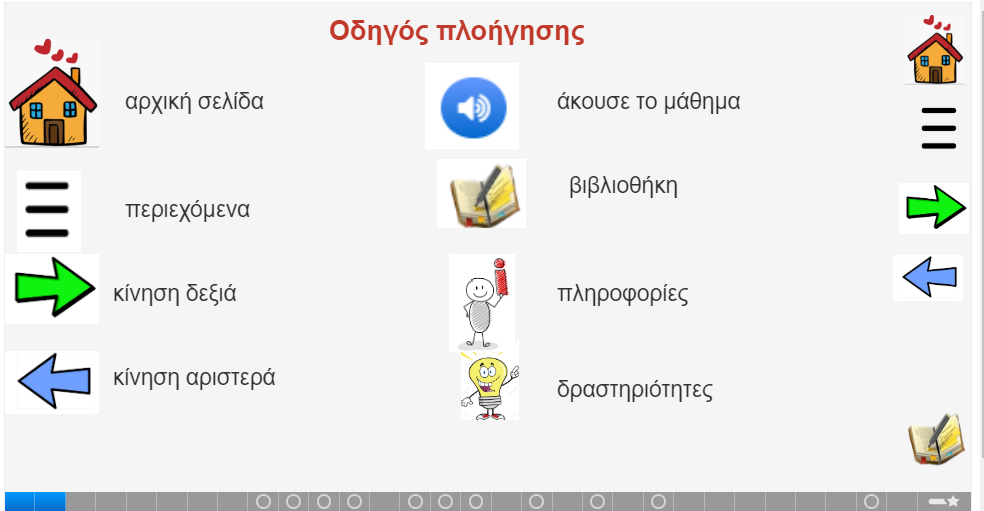 Οδηγός πλοήγησης
αρχική σελίδα
άκουσε το μάθημα
περιεχόμενα
βιβλιοθήκη
κίνηση δεξιά
πληροφορίες
κίνηση αριστερά
δραστηριότητες